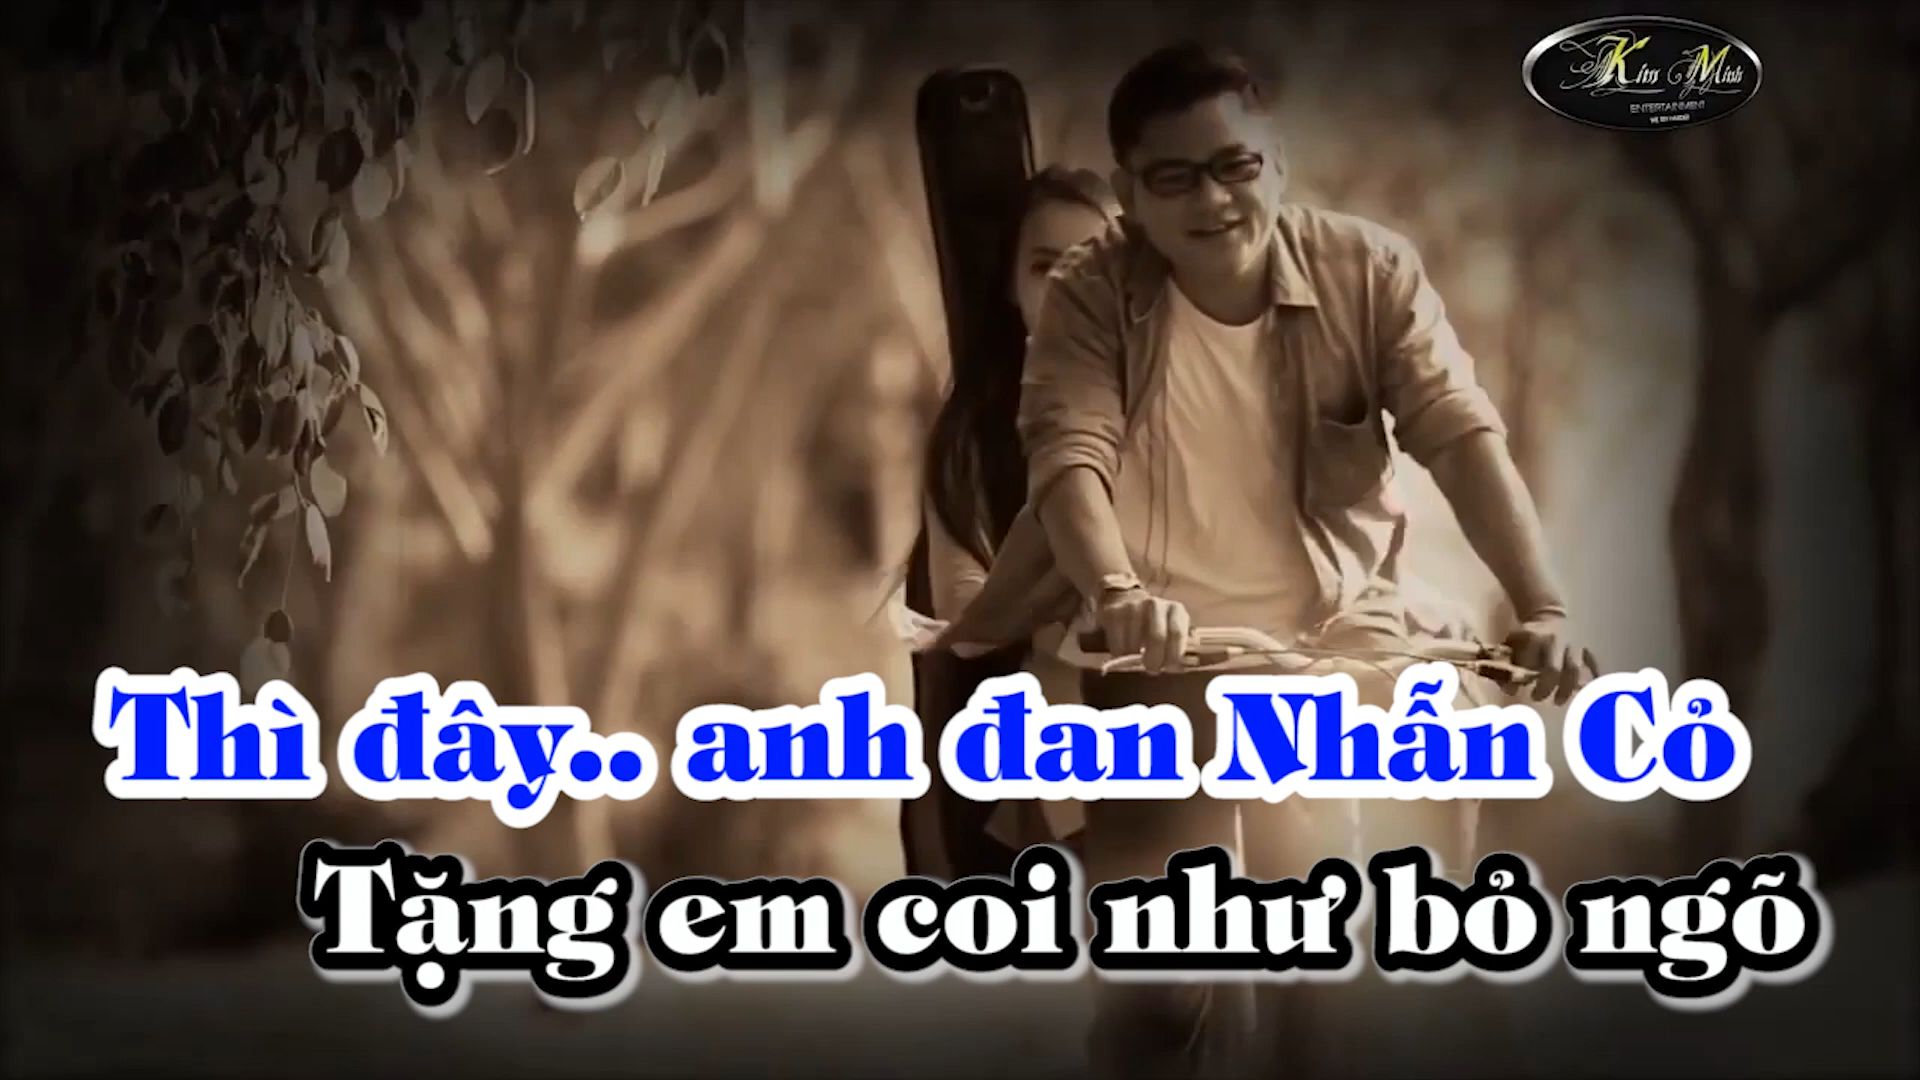 Kim Minh
ENTERTAINMENT
Thì đây.. anh đan Nhẫn Cỏ
Tặng em coi như bỏ ngõ